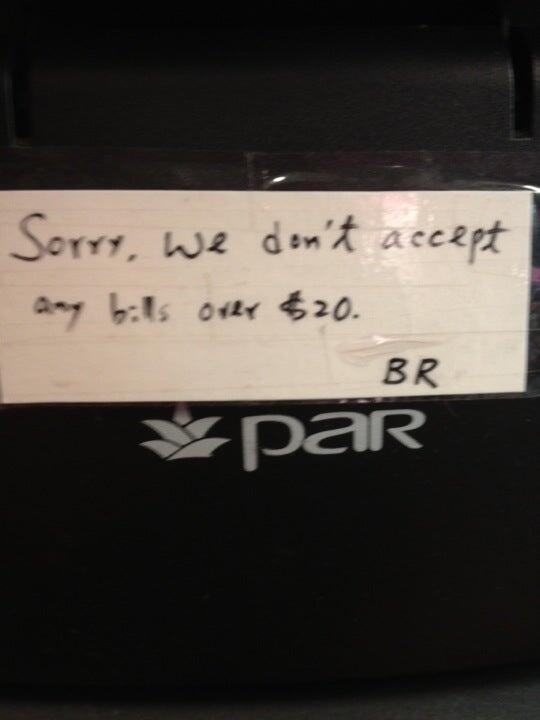 Sorry, We don't accept
any bills over $20.
BR
par